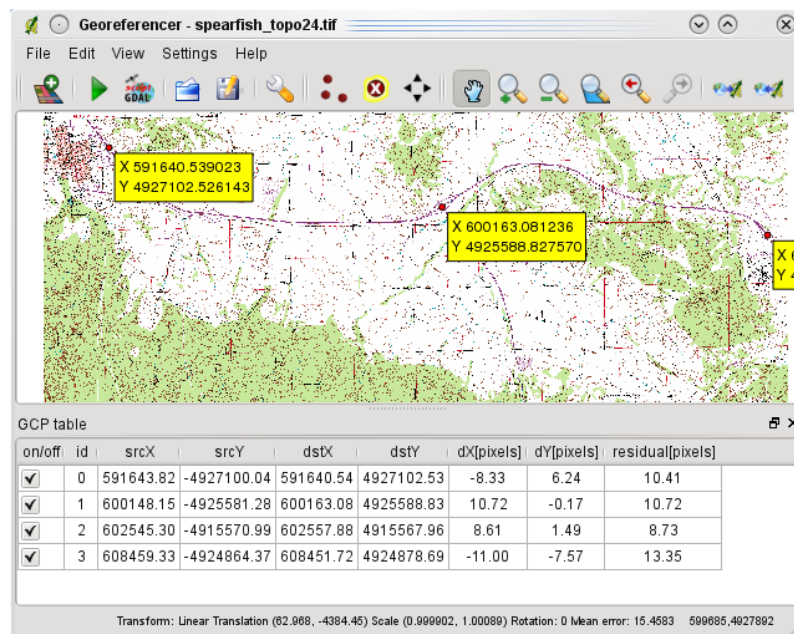 Georeferencer - spearfish_topo24.tif
File Edit View Settings Help
script
GDAL
X 591640.539023
Y 4927102.526143
X 600163.081236
Y 4925588.827570
X 6
Y 4
GCP table
on/off id srcX srcY dstX dstY dX[pixels] dY[pixels] residual[pixels]
0 591643.82 -4927100.04 591640.54 4927102.53 -8.33 6.24 10.41
1 600148.15 -4925581.28 600163.08 4925588.83 10.72 -0.17 10.72
2 602545.30 -4915570.99 602557.88 4915567.96 8.61 1.49 8.73
3 608459.33 -4924864.37 608451.72 4924878.69 -11.00 -7.57 13.35
Transform: Linear Translation (62.968, -4384.45) Scale (0.999902, 1.00089) Rotation: 0 Mean error: 15.4583 599685,4927892